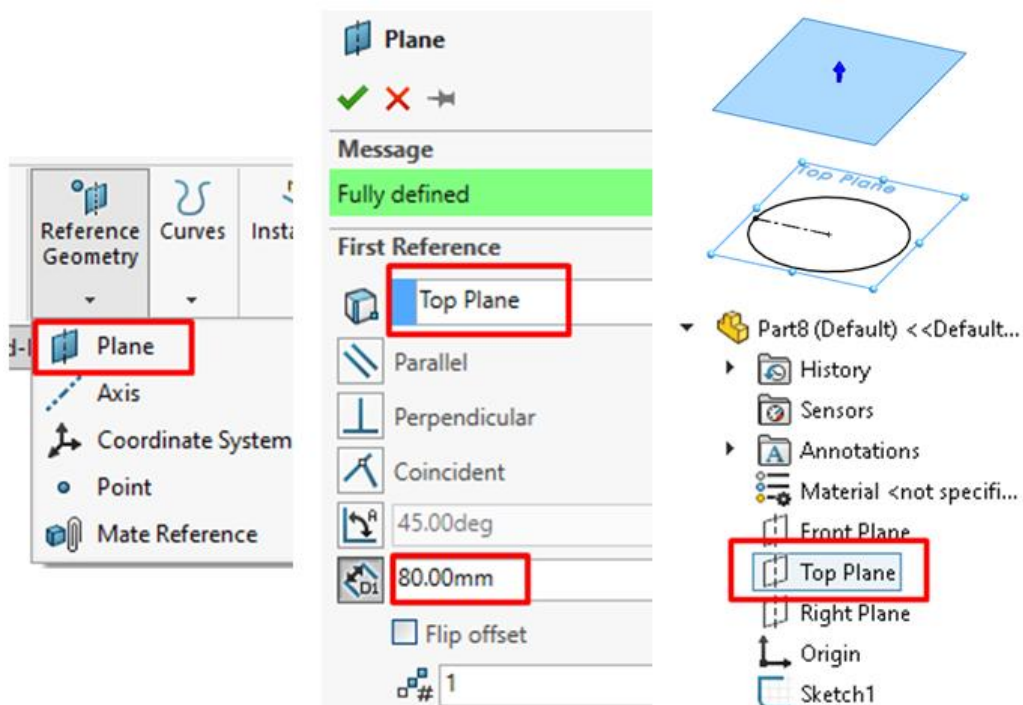 Reference
Geometry
Curves
Plane
Axis
Coordinate System
Point
Mate Reference
Plane
Message
Fully defined
First Reference
Top Plane
Parallel
Perpendicular
Coincident
45.00deg
D1
80.00mm
Flip offset
# 1
Top Plane
Part8 (Default) <<Default...
History
Sensors
A Annotations
Material <not specifi...
Front Plane
Top Plane
Right Plane
Origin
Sketch1